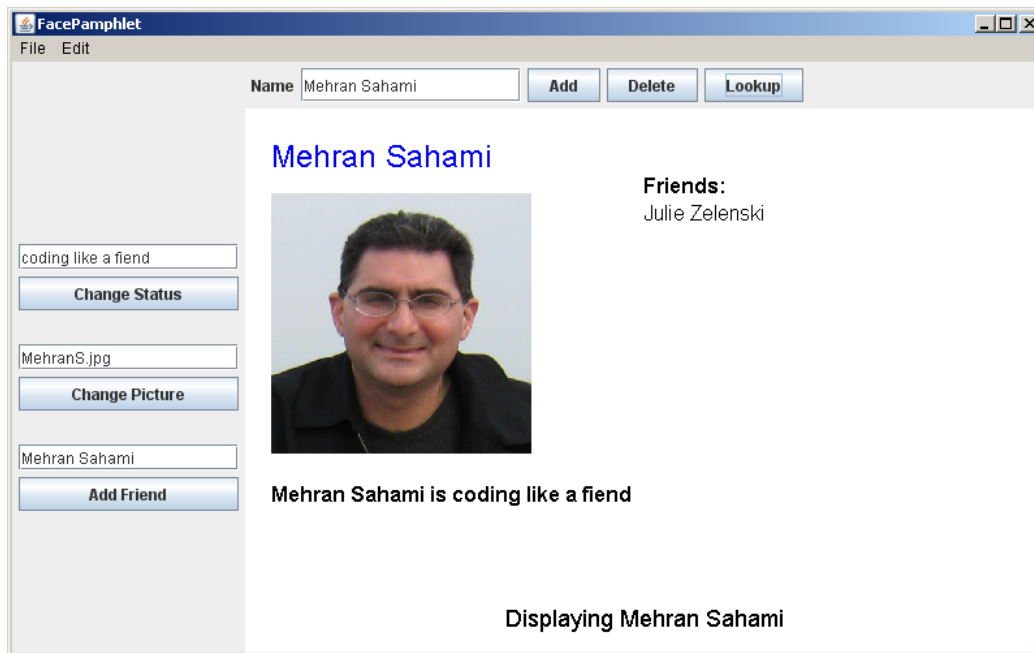 FacePamphlet
File Edit
Name Mehran Sahami Add Delete Lookup
Mehran Sahami
Friends:
Julie Zelenski
coding like a fiend
Change Status
MehranS.jpg
Change Picture
Mehran Sahami
Add Friend
Mehran Sahami is coding like a fiend
Displaying Mehran Sahami